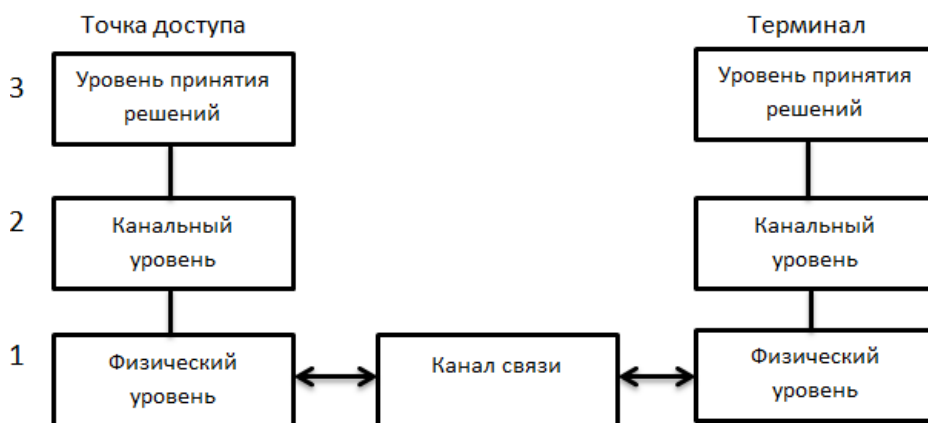 Точка доступа
Терминал
3
Уровень принятия
решений
Уровень принятия
решений
2
Канальный
уровень
Канальный
уровень
1
Физический
уровень
Канал связи
Физический
уровень